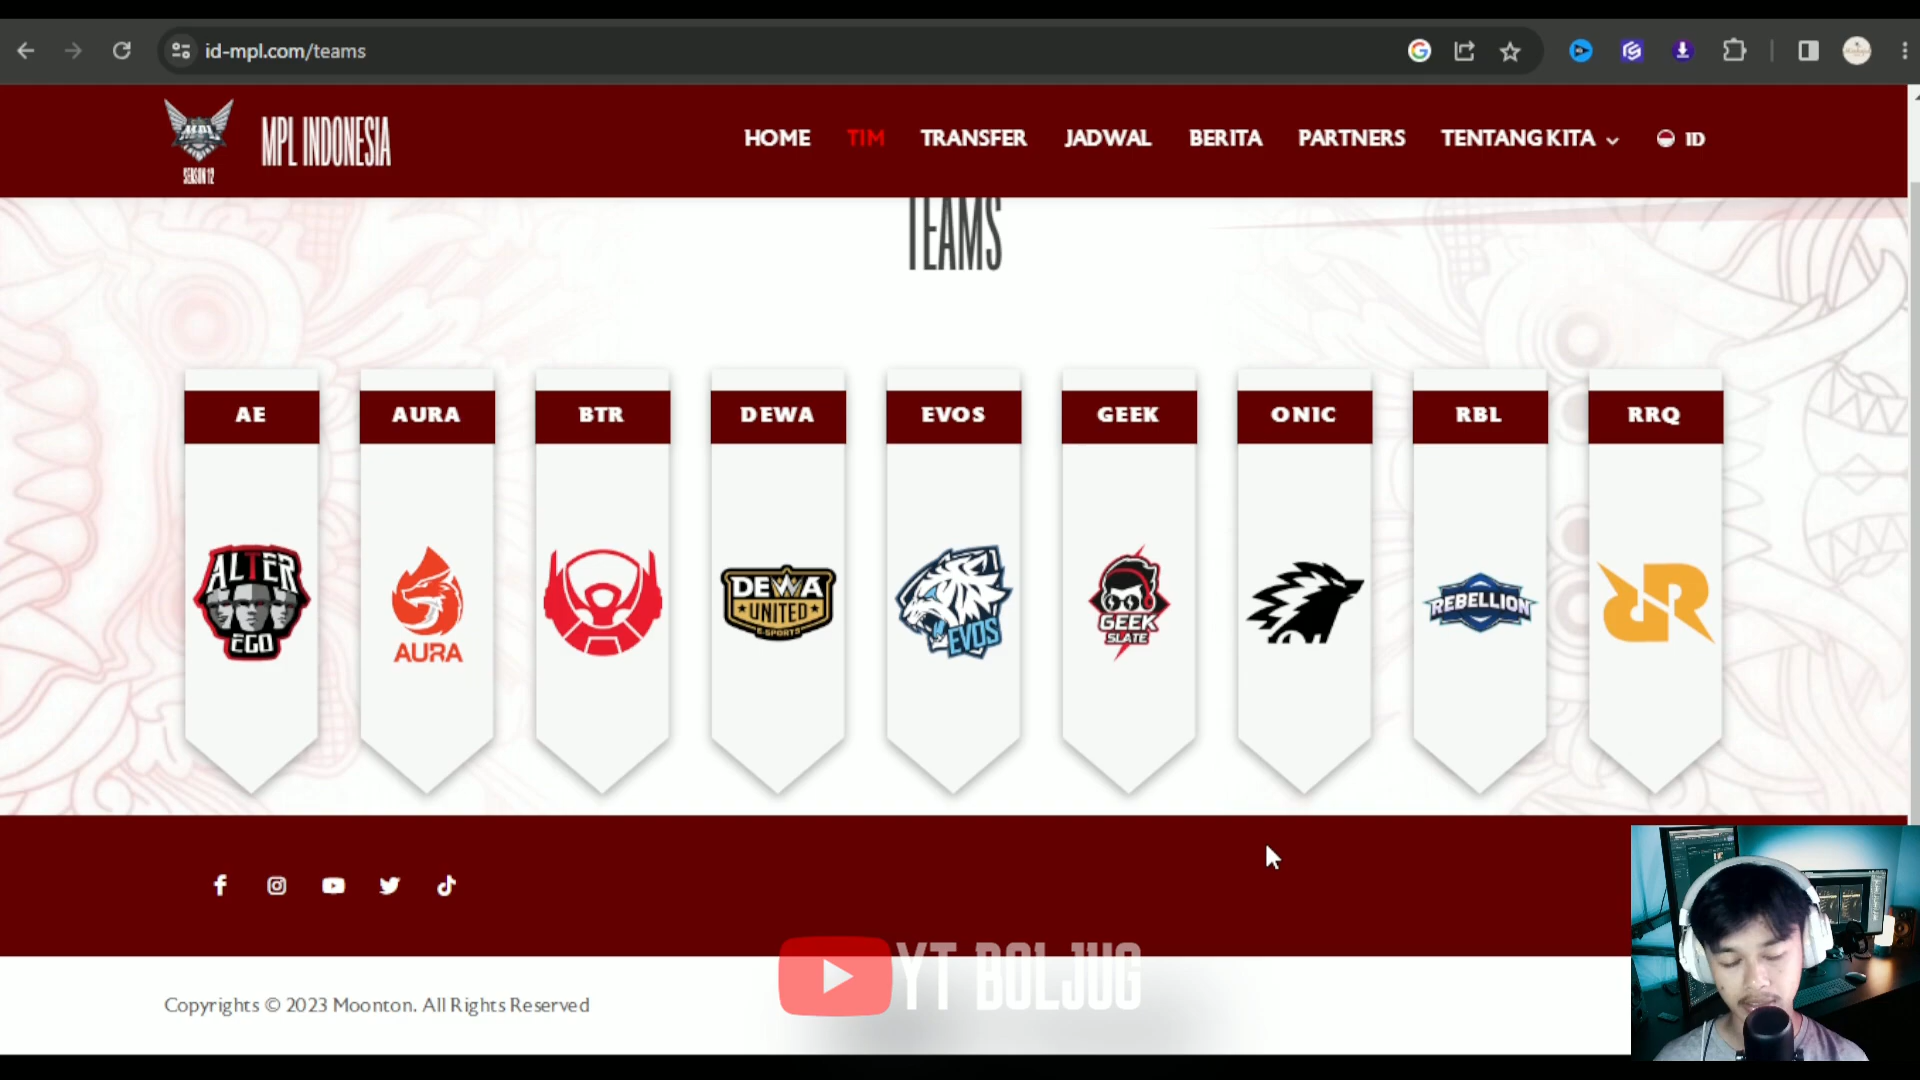 id-mpl.com/teams
MPL
SEASON 12
MPL INDONESIA
HOME TIM TRANSFER JADWAL BERITA PARTNERS TENTANG KITA ID
TEAMS
AE AURA BTR DEWA EVOS GEEK ONIC RBL RRQ
ALTER
EGO
AURA
DEWA
UNITED
E-SPORTS
EVOS
GEEK
SLATE
REBELLION
YT BOLJUG
Copyrights © 2023 Moonton. All Rights Reserved